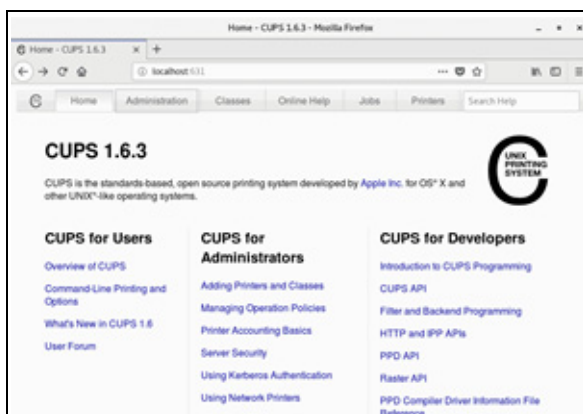 Home - CUPS 1.6.3 - Mozilla Firefox
Home - CUPS 1.6.3
localhost:631
Home
Administration
Classes
Online Help
Jobs
Printers
Search Help
CUPS 1.6.3
UNIX
PRINTING
SYSTEM
CUPS is the standards-based, open source printing system developed by Apple Inc. for OS® X and
other UNIX®-like operating systems.
CUPS for Users
Overview of CUPS
Command-Line Printing and
Options
What's New in CUPS 1.6
User Forum
CUPS for
Administrators
Adding Printers and Classes
Managing Operation Policies
Printer Accounting Basics
Server Security
Using Kerberos Authentication
Using Network Printers
CUPS for Developers
Introduction to CUPS Programming
CUPS API
Filter and Backend Programming
HTTP and IPP APIs
PPD API
Raster API
PPD Compiler Driver Information File
Reference